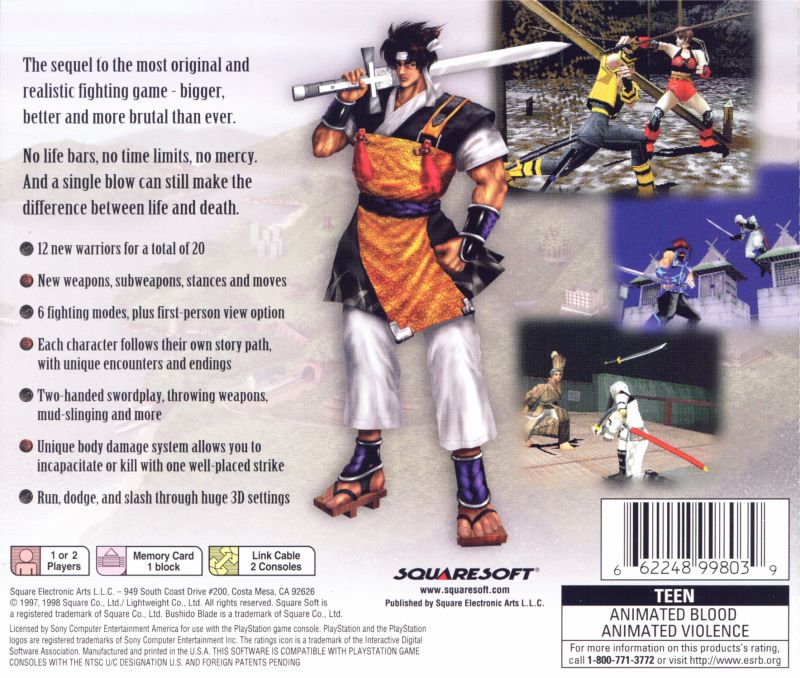 The sequel to the most original and
realistic fighting game - bigger,
better and more brutal than ever.
No life bars, no time limits, no mercy.
And a single blow can still make the
difference between life and death.
12 new warriors for a total of 20
New weapons, subweapons, stances and moves
6 fighting modes, plus first-person view option
Each character follows their own story path,
with unique encounters and endings
Two-handed swordplay, throwing weapons,
mud-slinging and more
Unique body damage system allows you to
incapacitate or kill with one well-placed strike
Run, dodge, and slash through huge 3D settings
1 or 2
Players
Memory Card
1 block
Link Cable
2 Consoles
Square Electronic Arts L.L.C. – 949 South Coast Drive #200, Costa Mesa, CA 92626
© 1997, 1998 Square Co., Ltd./ Lightweight Co., Ltd. All rights reserved. Square Soft is
a registered trademark of Square Co., Ltd. Bushido Blade is a trademark of Square Co., Ltd.
Licensed by Sony Computer Entertainment America for use with the PlayStation game console. PlayStation and the PlayStation
logos are registered trademarks of Sony Computer Entertainment Inc. The ratings icon is a trademark of the Interactive Digital
Software Association. Manufactured and printed in the U.S.A. THIS SOFTWARE IS COMPATIBLE WITH PLAYSTATION GAME
CONSOLES WITH THE NTSC U/C DESIGNATION U.S. AND FOREIGN PATENTS PENDING
SQUARESOFT®
www.squaresoft.com
Published by Square Electronic Arts L.L.C.
6 62248 99803 9
TEEN
ANIMATED BLOOD
ANIMATED VIOLENCE
For more information on this products's rating,
call 1-800-771-3772 or visit http://www.esrb.org